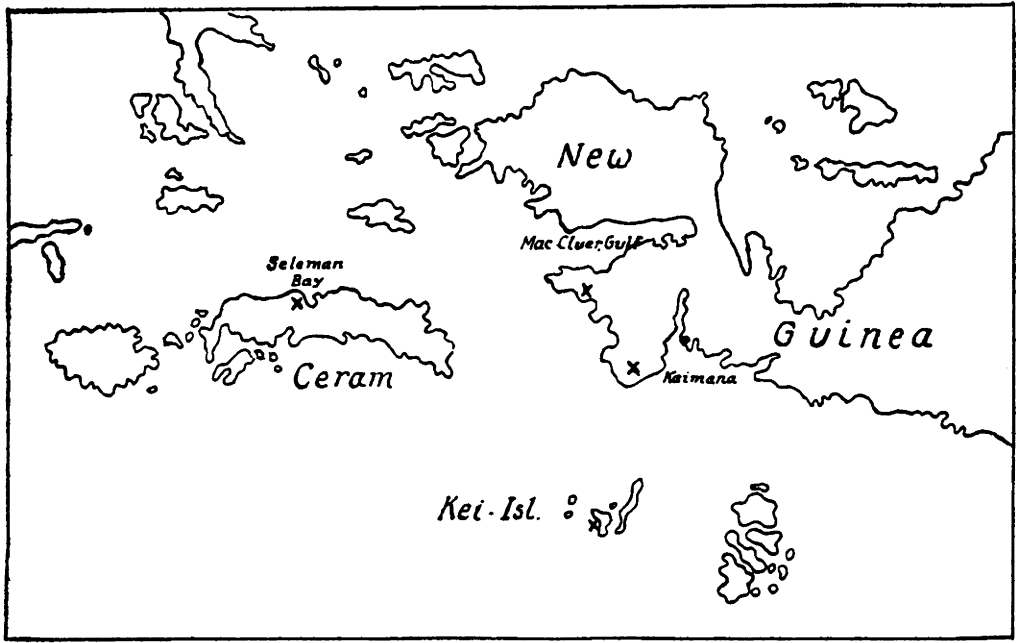 New
Mac Cluer Gulf
Seleman
Bay
Guinea
Ceram
Kaimana
Kei-Isl.